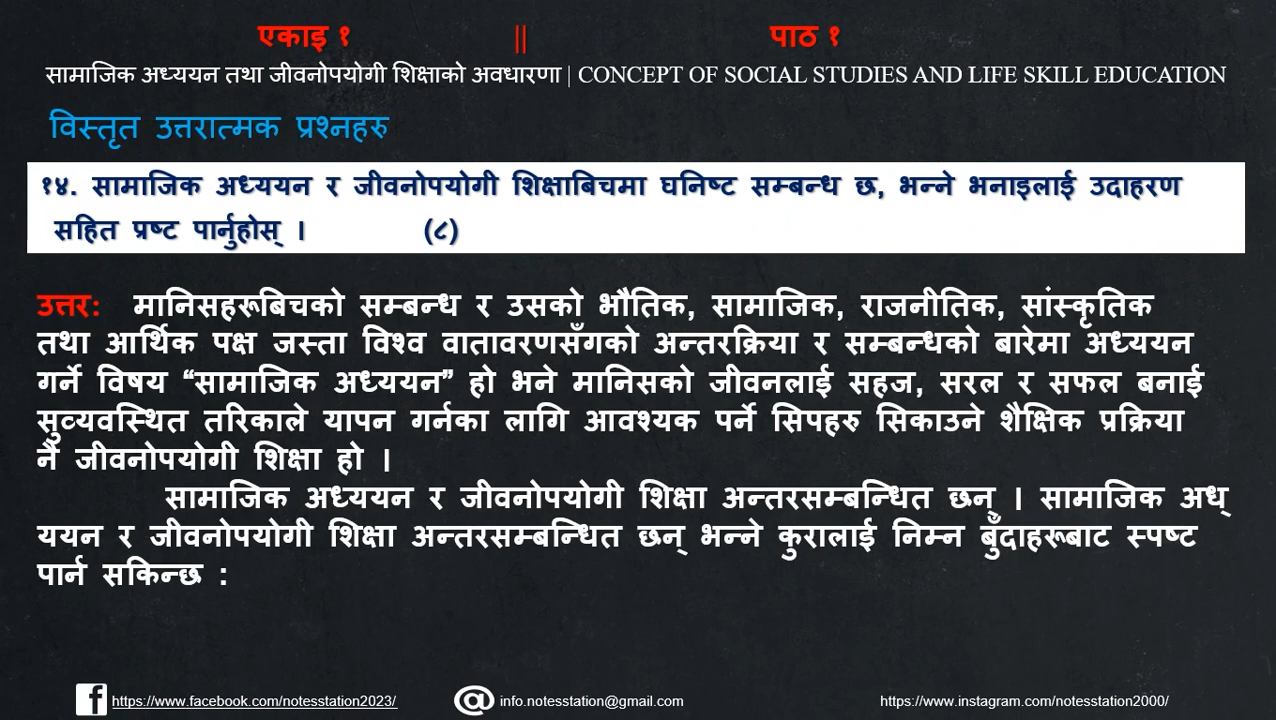 एकाइ १ || पाठ १
सामाजिक अध्ययन तथा जीवनोपयोगी शिक्षाको अवधारणा | CONCEPT OF SOCIAL STUDIES AND LIFE SKILL EDUCATION
विस्तृत उत्तरात्मक प्रश्नहरु
१४. सामाजिक अध्ययन र जीवनोपयोगी शिक्षाबिचमा घनिष्ट सम्बन्ध छ, भन्ने भनाइलाई उदाहरण
सहित प्रष्ट पार्नुहोस् । (८)
उत्तर: मानिसहरूबिचको सम्बन्ध र उसको भौतिक, सामाजिक, राजनीतिक, सांस्कृतिक
तथा आर्थिक पक्ष जस्ता विश्व वातावरणसँगको अन्तरक्रिया र सम्बन्धको बारेमा अध्ययन
गर्ने विषय “सामाजिक अध्ययन” हो भने मानिसको जीवनलाई सहज, सरल र सफल बनाई
सुव्यवस्थित तरिकाले यापन गर्नका लागि आवश्यक पर्ने सिपहरु सिकाउने शैक्षिक प्रक्रिया
नै जीवनोपयोगी शिक्षा हो ।
सामाजिक अध्ययन र जीवनोपयोगी शिक्षा अन्तरसम्बन्धित छन् । सामाजिक अध्
ययन र जीवनोपयोगी शिक्षा अन्तरसम्बन्धित छन् भन्ने कुरालाई निम्न बुँदाहरूबाट स्पष्ट
पार्न सकिन्छ :
https://www.facebook.com/notesstation2023/ info.notesstation@gmail.com https://www.instagram.com/notesstation2000/